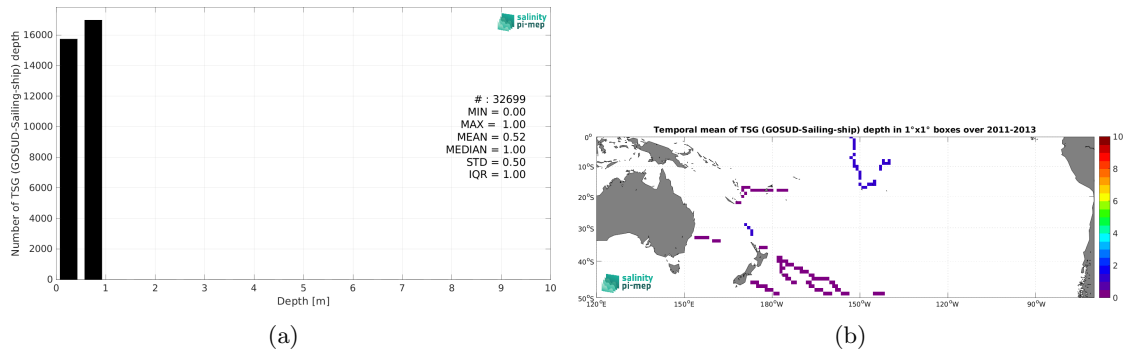 Number of TSG (GOSUD-Sailing-ship) depth
16000
14000
12000
10000
8000
6000
4000
2000
0
0 1 2 3 4 5 6 7 8 9 10
Depth [m]
salinity
pi-mep
# : 32699
MIN = 0.00
MAX = 1.00
MEAN = 0.52
MEDIAN = 1.00
STD = 0.50
IQR = 1.00
(a)
Temporal mean of TSG (GOSUD-Sailing-ship) depth in 1°x1° boxes over 2011-2013
0°
10°S
20°S
30°S
40°S
50°S
120°E 150°E 180°W 150°W 120°W 90°W
10
8
6
4
2
0
salinity
pi-mep
(b)